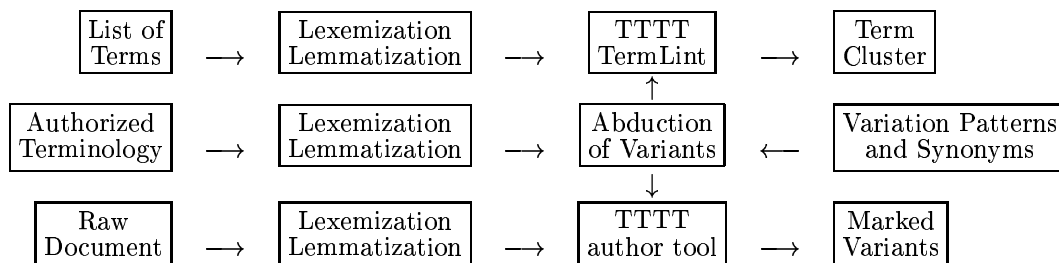 List of
Terms
→
Lexemization
Lemmatization
→
TTTT
TermLint
→
Term
Cluster
↑
Authorized
Terminology
→
Lexemization
Lemmatization
→
Abduction
of Variants
←
Variation Patterns
and Synonyms
↓
Raw
Document
→
Lexemization
Lemmatization
→
TTTT
author tool
→
Marked
Variants